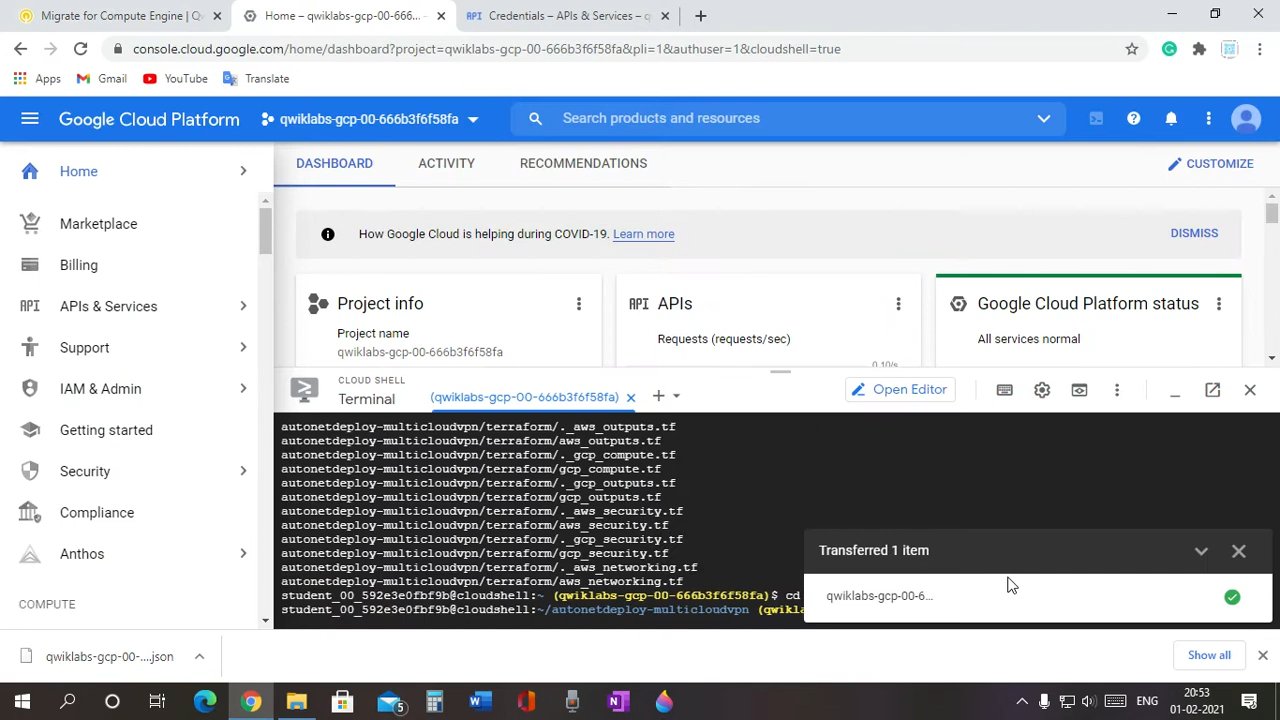 Migrate for Compute Engine | Q
Home – qwiklabs-gcp-00-666...
API Credentials – APIs & Services – q
console.cloud.google.com/home/dashboard?project=qwiklabs-gcp-00-666b3f6f58fa&pli=1&authuser=1&cloudshell=true
Apps Gmail YouTube Translate
Google Cloud Platform qwiklabs-gcp-00-666b3f6f58fa Search products and resources
Home
Marketplace
Billing
API APIs & Services
Support
IAM & Admin
Getting started
Security
Compliance
Anthos
COMPUTE
DASHBOARD ACTIVITY RECOMMENDATIONS CUSTOMIZE
How Google Cloud is helping during COVID-19. Learn more DISMISS
Project info
Project name
qwiklabs-gcp-00-666b3f6f58fa
API APIs
Requests (requests/sec)
0.10/s
Google Cloud Platform status
All services normal
CLOUD SHELL
Terminal (qwiklabs-gcp-00-666b3f6f58fa) Open Editor
autonetdeploy-multicloudvpn/terraform/._aws_outputs.tf
autonetdeploy-multicloudvpn/terraform/aws_outputs.tf
autonetdeploy-multicloudvpn/terraform/._gcp_compute.tf
autonetdeploy-multicloudvpn/terraform/gcp_compute.tf
autonetdeploy-multicloudvpn/terraform/._gcp_outputs.tf
autonetdeploy-multicloudvpn/terraform/gcp_outputs.tf
autonetdeploy-multicloudvpn/terraform/._aws_security.tf
autonetdeploy-multicloudvpn/terraform/aws_security.tf
autonetdeploy-multicloudvpn/terraform/._gcp_security.tf
autonetdeploy-multicloudvpn/terraform/gcp_security.tf
autonetdeploy-multicloudvpn/terraform/._aws_networking.tf
autonetdeploy-multicloudvpn/terraform/aws_networking.tf
student_00_592e3e0fbf9b@cloudshell:~ (qwiklabs-gcp-00-666b3f6f58fa)$ cd
student_00_592e3e0fbf9b@cloudshell:~/autonetdeploy-multicloudvpn (qwikla
Transferred 1 item
qwiklabs-gcp-00-6...
qwiklabs-gcp-00-....json Show all
5
W
N
ENG
20:53
01-02-2021